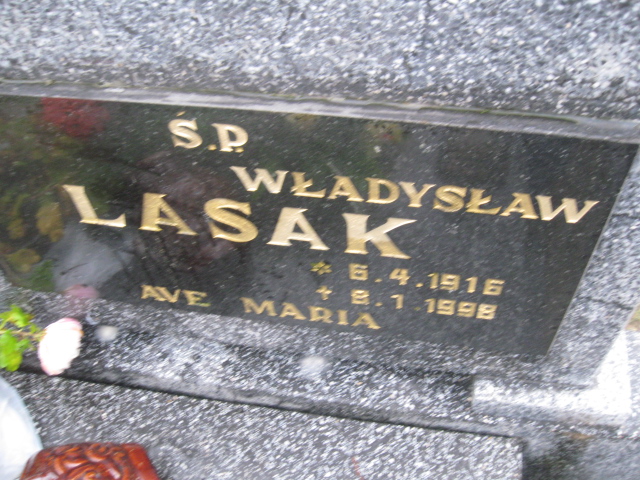 Ś.P.
WŁADYSŁAW
LASAK
* 6.4.1916
+ 8.1.1998
AVE MARIA